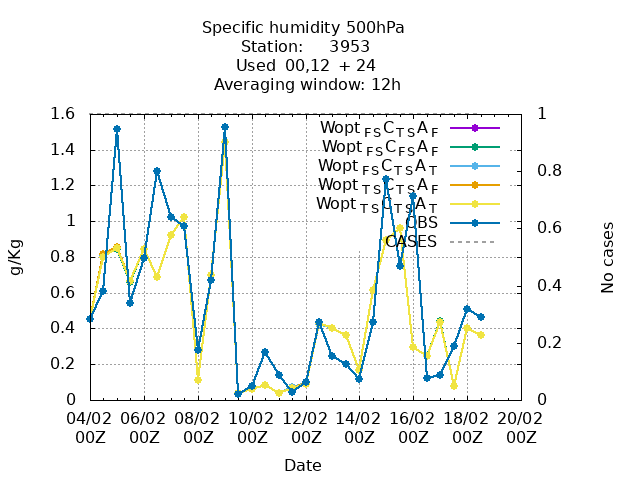 Specific humidity 500hPa
Station: 3953
Used 00,12 + 24
Averaging window: 12h
g/Kg
1.6
1.4
1.2
1
0.8
0.6
0.4
0.2
0
Wopt FS C TS A F
Wopt FS C FS A F
Wopt FS C TS A T
Wopt TS C TS A F
Wopt TS C TS A T
OBS
CASES
1
0.8
0.6
0.4
0.2
0
No cases
04/02 06/02 08/02 10/02 12/02 14/02 16/02 18/02 20/02
00Z 00Z 00Z 00Z 00Z 00Z 00Z 00Z 00Z
Date